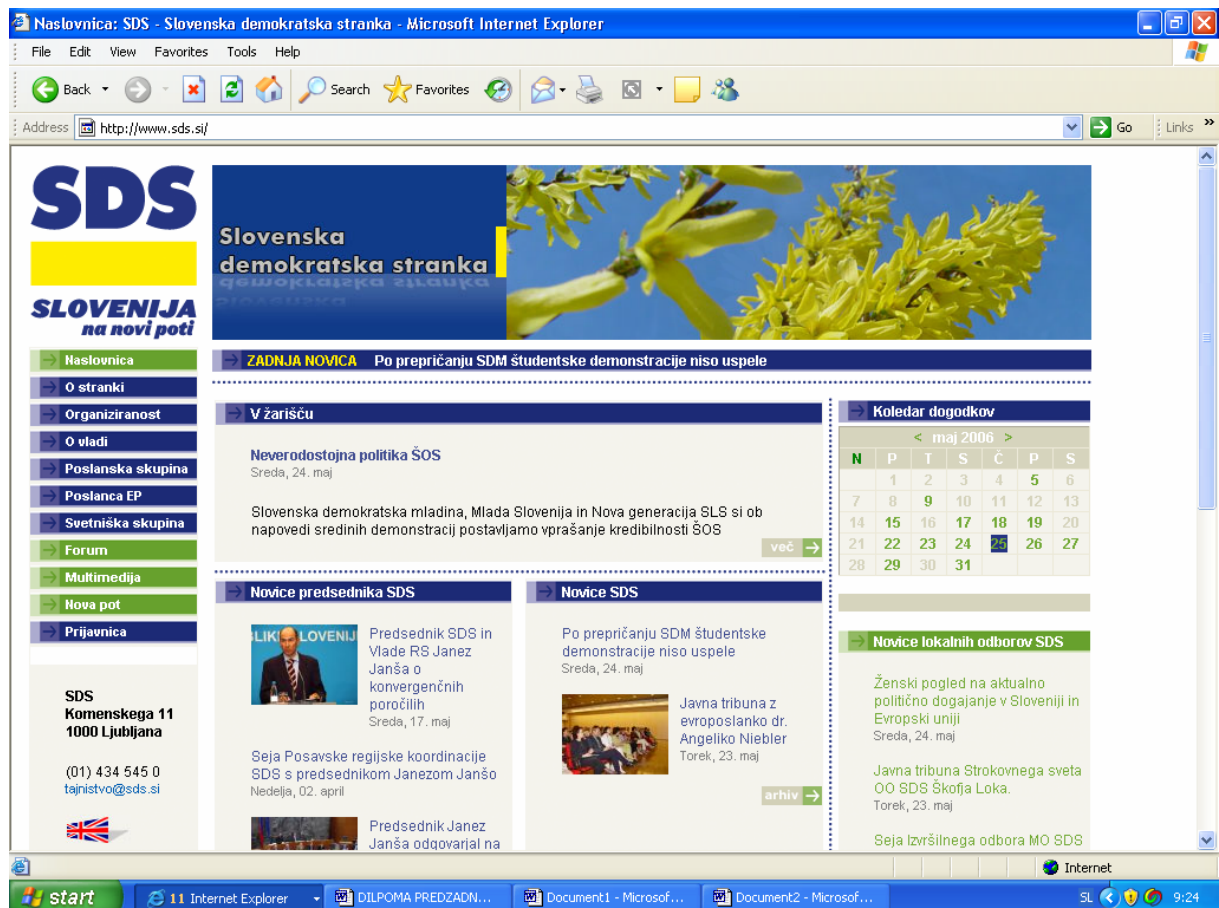 Naslovnica: SDS - Slovenska demokratska stranka - Microsoft Internet Explorer
File Edit View Favorites Tools Help
Back Search Favorites
Address http://www.sds.si/ Go Links »
SDS
SLOVENIJA
na novi poti
Slovenska
demokratska stranka
Naslovnica
O stranki
Organiziranost
O vladi
Poslanska skupina
Poslanca EP
Svetniška skupina
Forum
Multimedija
Nova pot
Prijavnica
SDS
Komenskega 11
1000 Ljubljana
(01) 434 545 0
tajnistvo@sds.si
ZADNJA NOVICA Po prepričanju SDM študentske demonstracije niso uspele
V žarišču
Neverodostojna politika ŠOS
Sreda, 24. maj
Slovenska demokratska mladina, Mlada Slovenija in Nova generacija SLS si ob
napovedi sredinih demonstracij postavljamo vprašanje kredibilnosti ŠOS
več
Novice predsednika SDS
BLIK LOVENIJ
Predsednik SDS in
Vlade RS Janez
Janša o
konvergenčnih
poročilih
Sreda, 17. maj
Seja Posavske regijske koordinacije
SDS s predsednikom Janezom Janšo
Nedelja, 02. april
Predsednik Janez
Janša odgovarjal na
Novice SDS
Po prepričanju SDM študentske
demonstracije niso uspele
Sreda, 24. maj
Javna tribuna z
evroposlanko dr.
Angeliko Niebler
Torek, 23. maj
arhiv
Koledar dogodkov
< maj 2006 >
N P T S Č P S
1 2 3 4 5 6
7 8 9 10 11 12 13
14 15 16 17 18 19 20
21 22 23 24 25 26 27
28 29 30 31
Novice lokalnih odborov SDS
Ženski pogled na aktualno
politično dogajanje v Sloveniji in
Evropski uniji
Sreda, 24. maj
Javna tribuna Strokovnega sveta
OO SDS Škofja Loka.
Torek, 23. maj
Seja Izvršilnega odbora MO SDS
Internet
start 11 Internet Explorer DILPOMA PREDZADN... Document1 - Microsof... Document2 - Microsof... SL 9:24